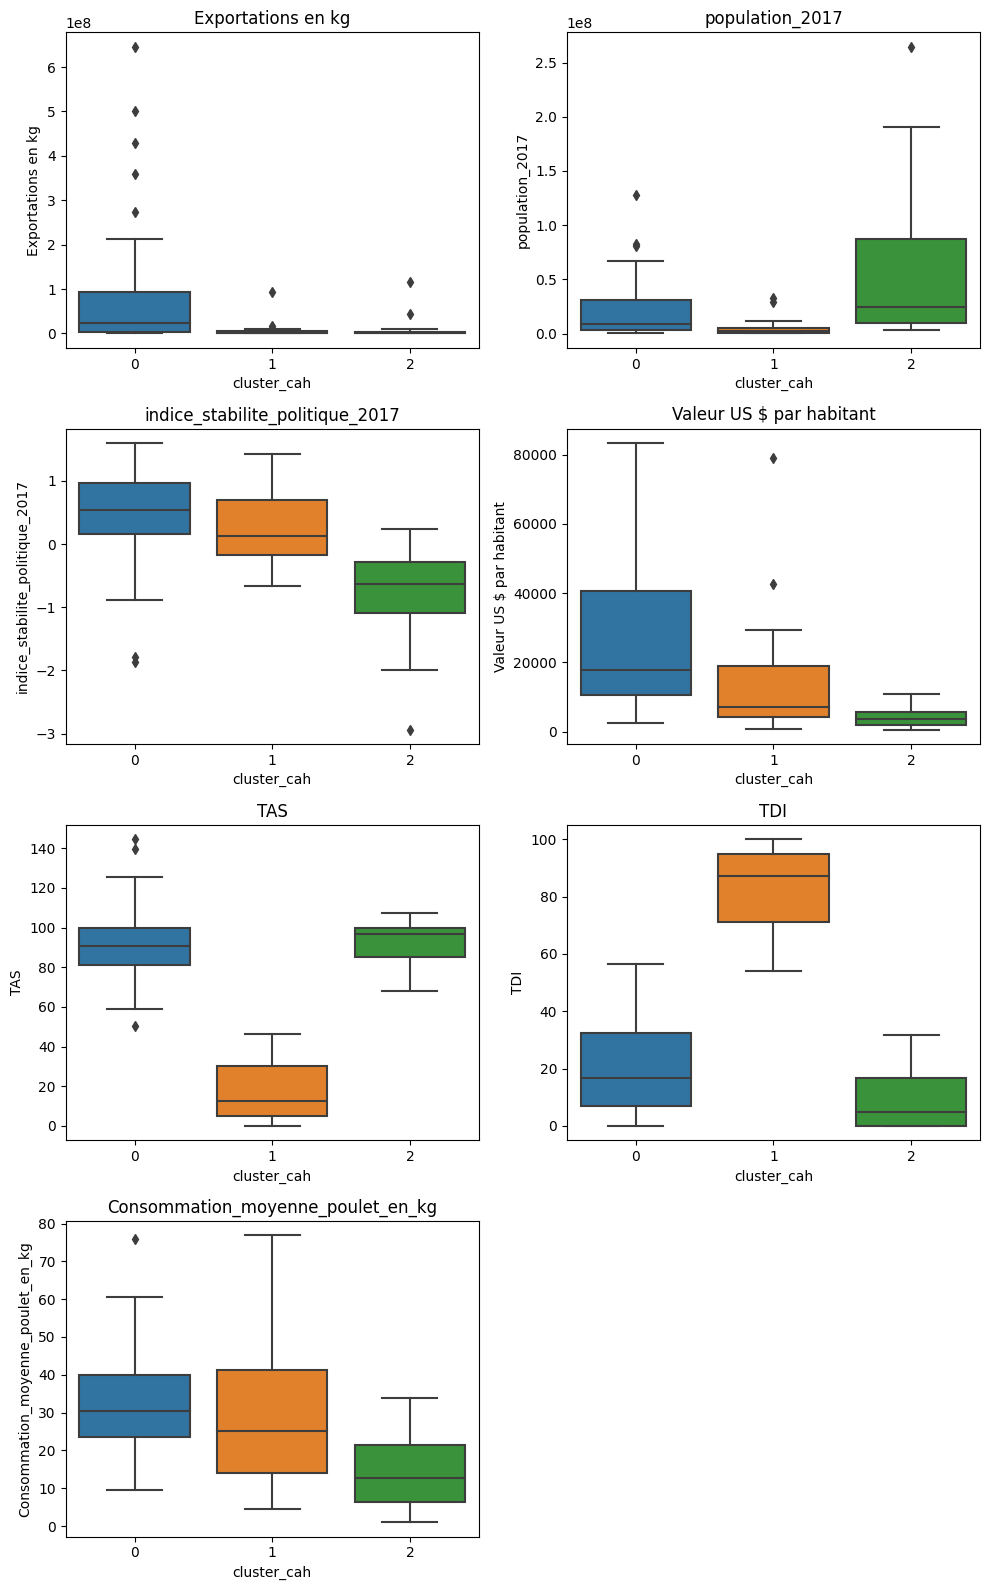 Exportations en kg
1e8
Exportations en kg
6
5
4
3
2
1
0
0 1 2
cluster_cah
population_2017
1e8
population_2017
2.5
2.0
1.5
1.0
0.5
0.0
0 1 2
cluster_cah
indice_stabilite_politique_2017
indice_stabilite_politique_2017
1
0
−1
−2
−3
0 1 2
cluster_cah
Valeur US $ par habitant
Valeur US $ par habitant
80000
60000
40000
20000
0
0 1 2
cluster_cah
TAS
TAS
140
120
100
80
60
40
20
0
0 1 2
cluster_cah
TDI
TDI
100
80
60
40
20
0
0 1 2
cluster_cah
Consommation_moyenne_poulet_en_kg
Consommation_moyenne_poulet_en_kg
80
70
60
50
40
30
20
10
0
0 1 2
cluster_cah